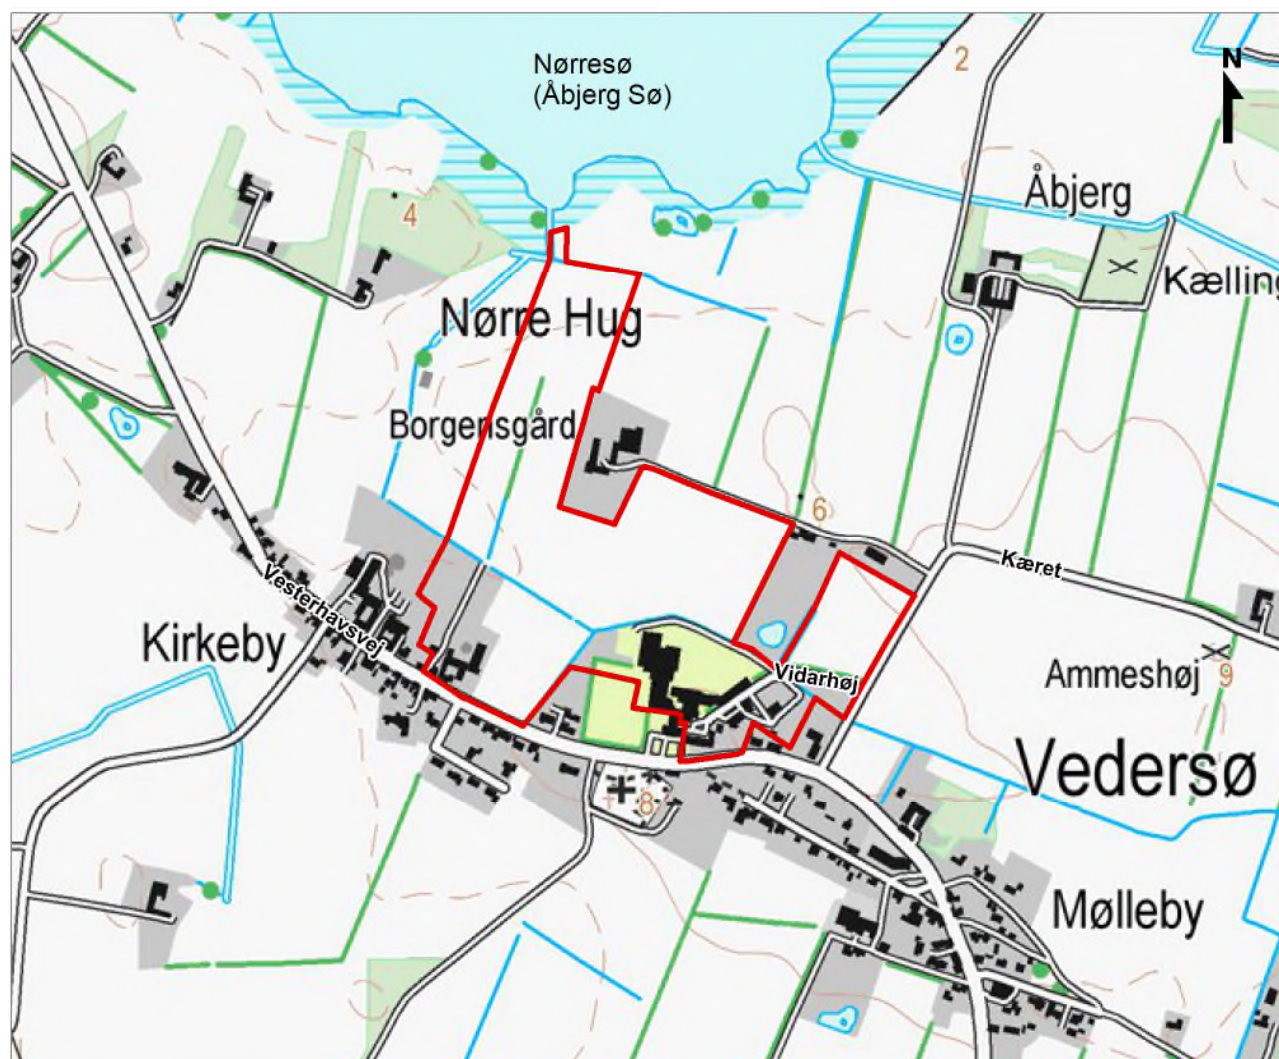 Nørresø
(Åbjerg Sø)
2
N
Åbjerg
4
Kælling
Nørre Hug
Borgensgård
6
Kæret
Vesterhavsvej
Kirkeby
Vidarhøj
Ammeshøj
9
Vedersø
8
Mølleby